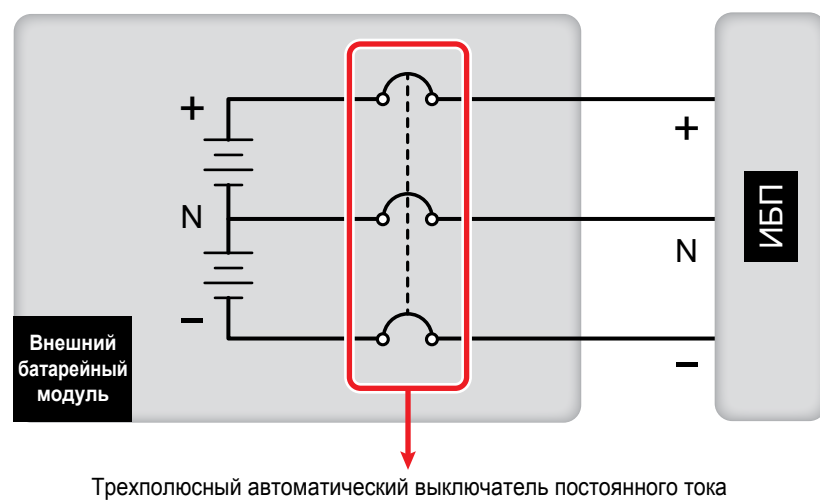 +
+
N
N
ИБП
−
−
Внешний
батарейный
модуль
Трехполюсный автоматический выключатель постоянного тока